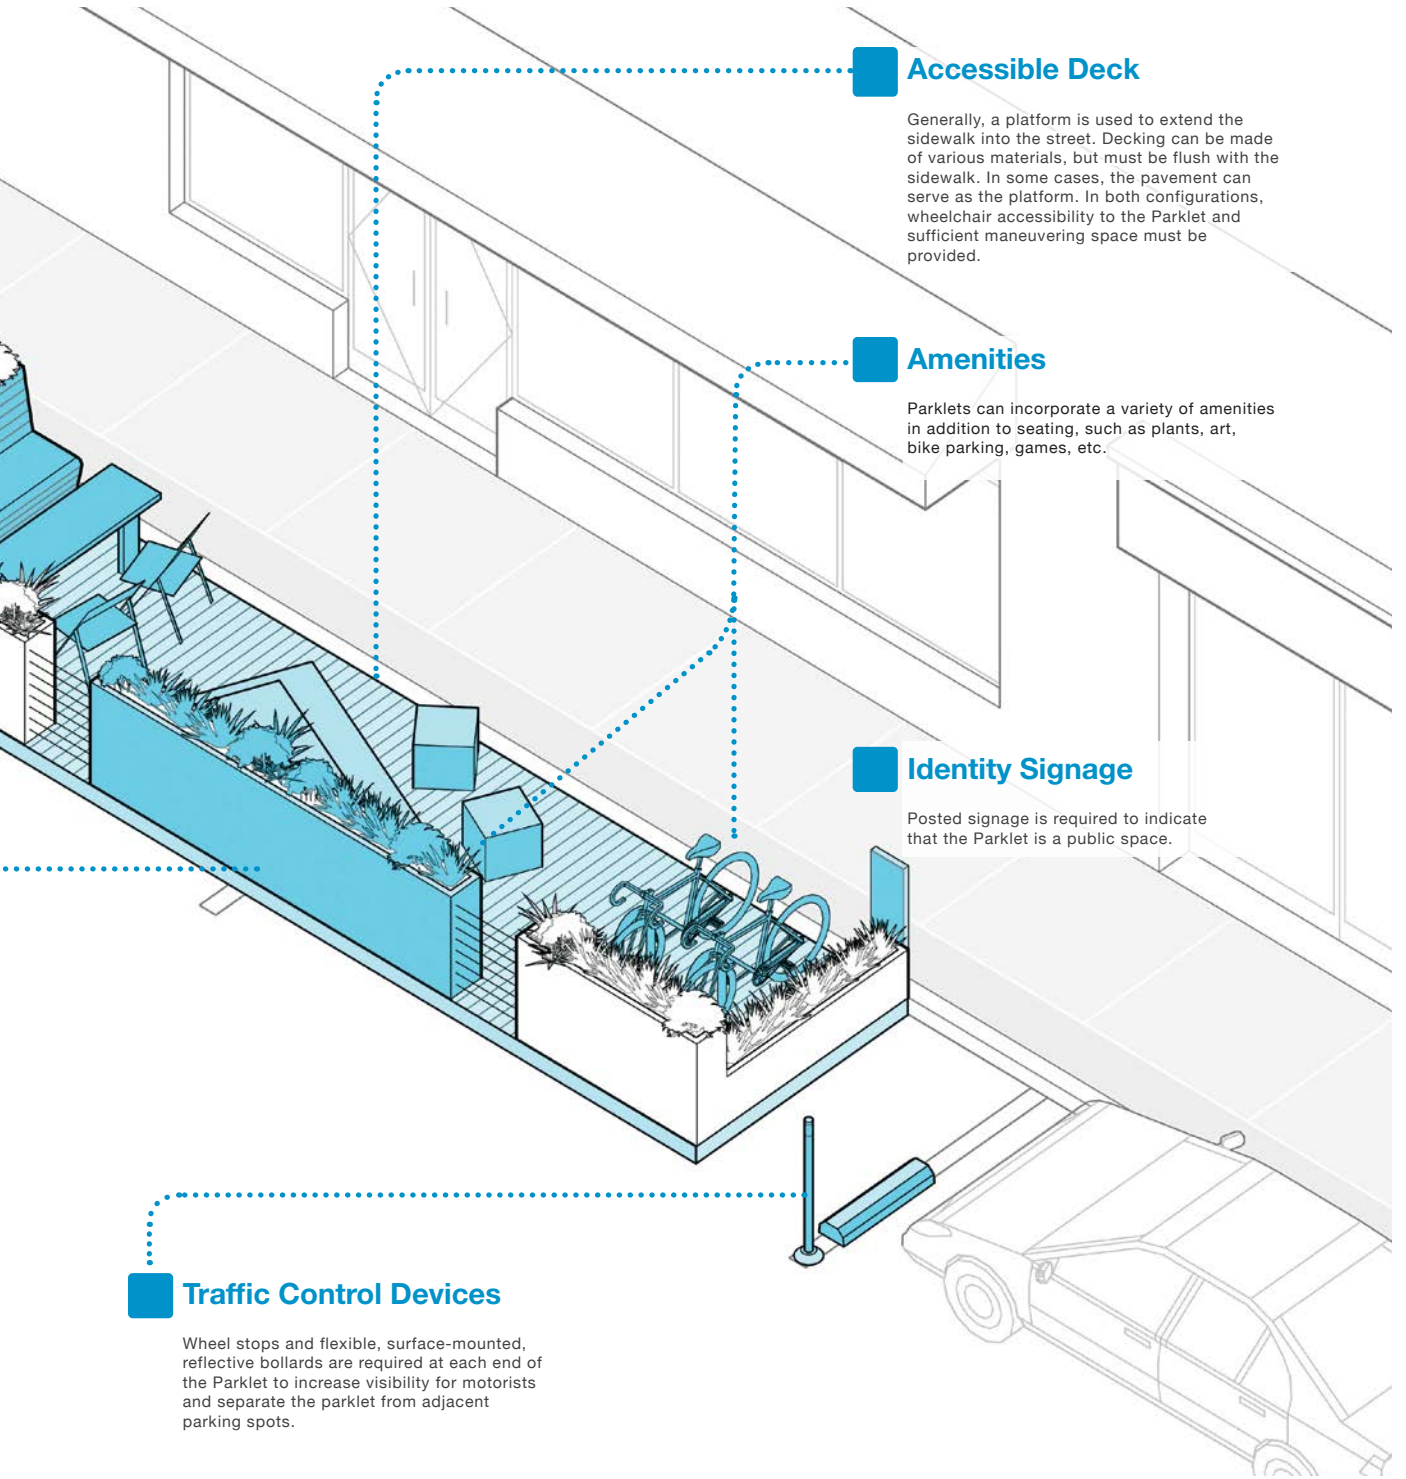 Accessible Deck
Generally, a platform is used to extend the
sidewalk into the street. Decking can be made
of various materials, but must be flush with the
sidewalk. In some cases, the pavement can
serve as the platform. In both configurations,
wheelchair accessibility to the Parklet and
sufficient maneuvering space must be
provided.
Amenities
Parklets can incorporate a variety of amenities
in addition to seating, such as plants, art,
bike parking, games, etc.
Identity Signage
Posted signage is required to indicate
that the Parklet is a public space.
Traffic Control Devices
Wheel stops and flexible, surface-mounted,
reflective bollards are required at each end of
the Parklet to increase visibility for motorists
and separate the parklet from adjacent
parking spots.